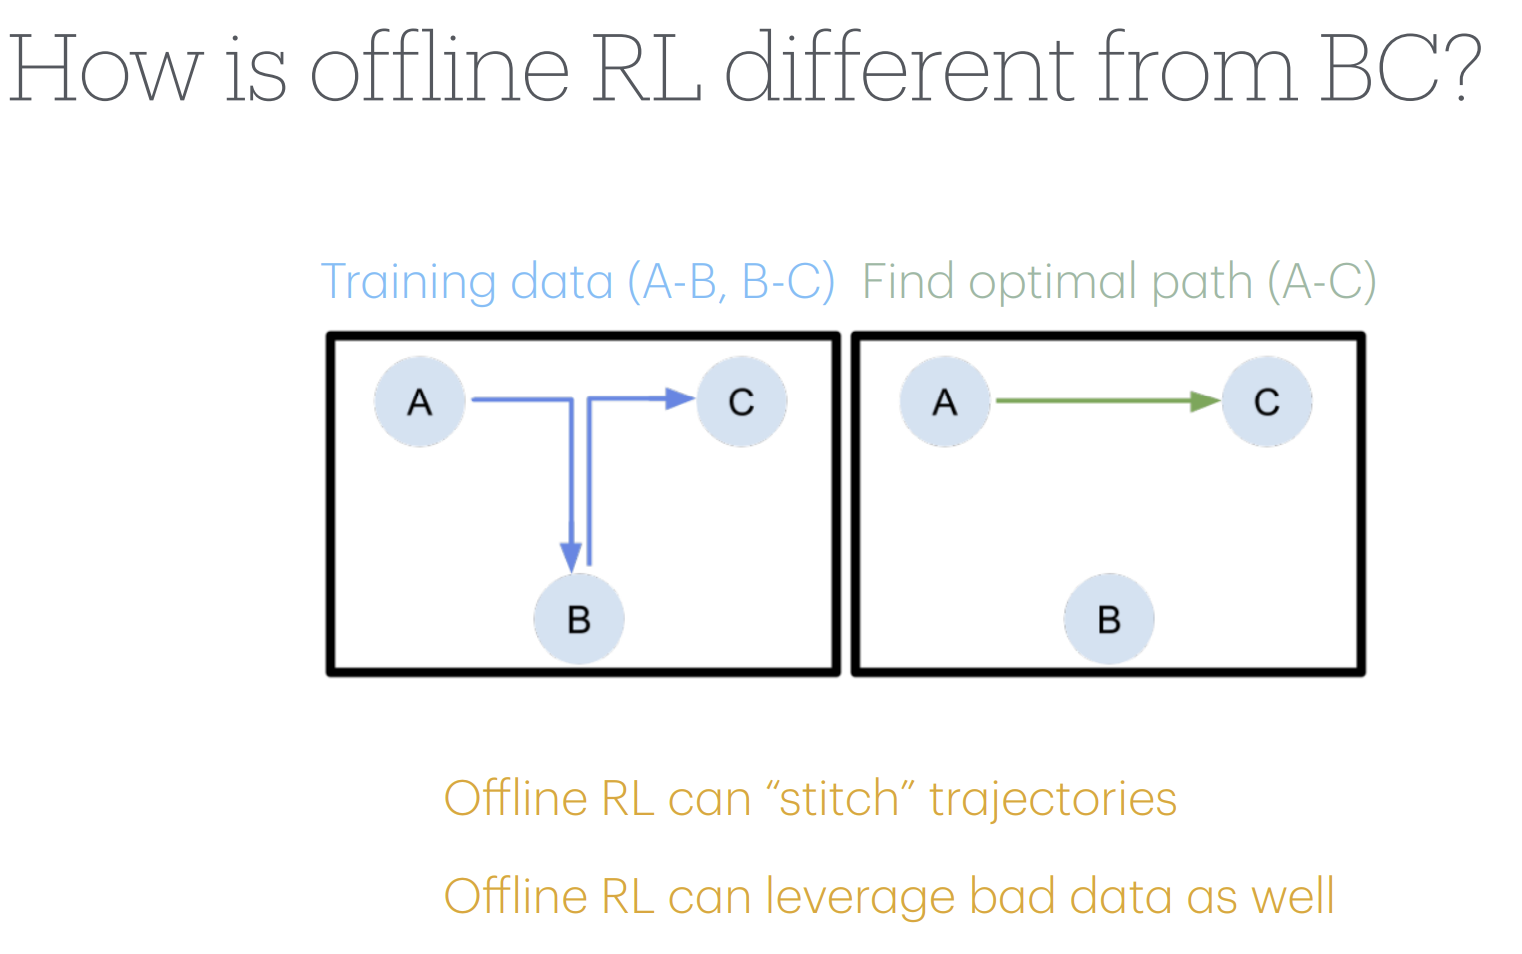 How is offline RL different from BC?
Training data (A-B, B-C) Find optimal path (A-C)
A C A C
B B
Offline RL can “stitch” trajectories
Offline RL can leverage bad data as well